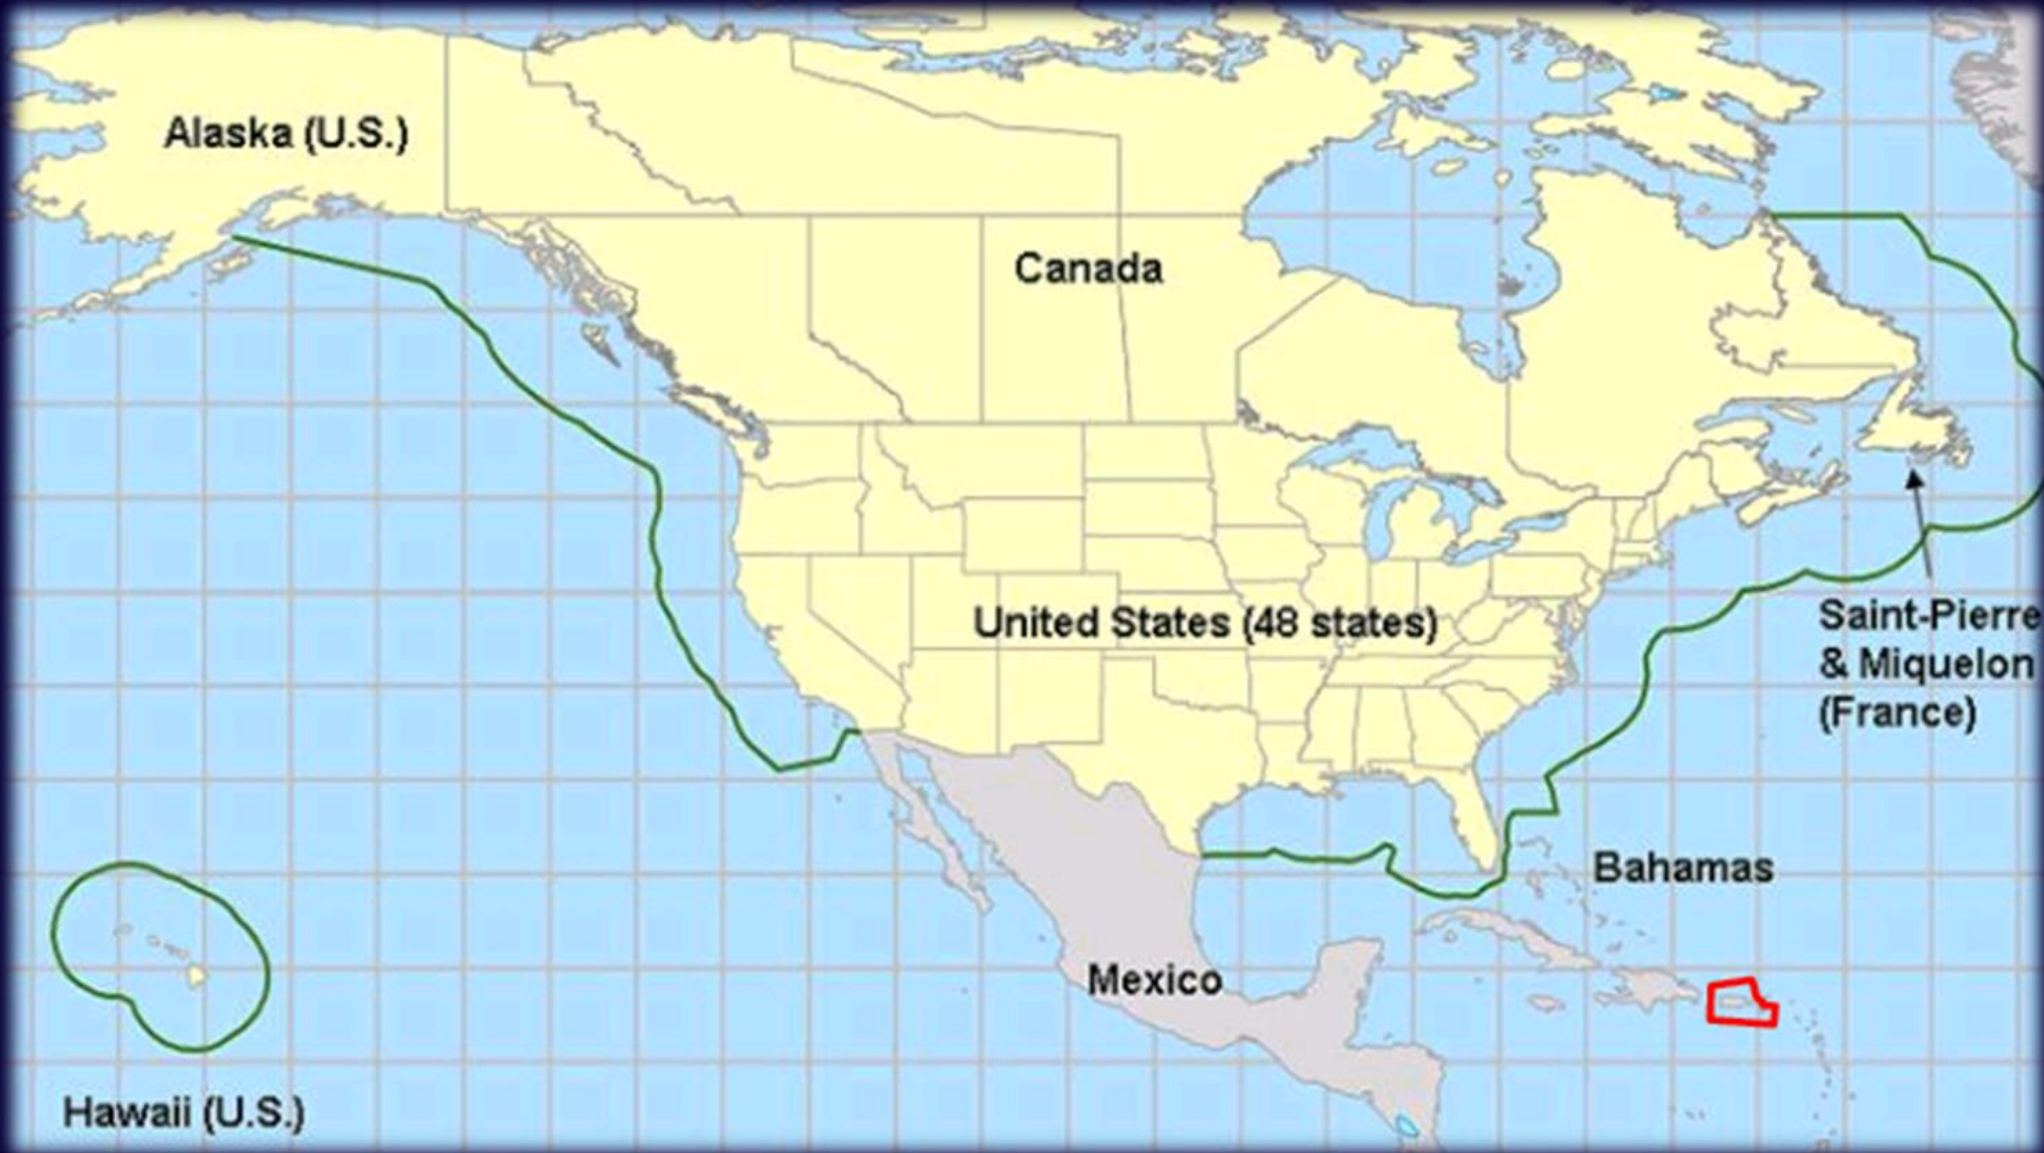 Alaska (U.S.)
Canada
United States (48 states)
Saint-Pierre
& Miquelon
(France)
Bahamas
Mexico
Hawaii (U.S.)